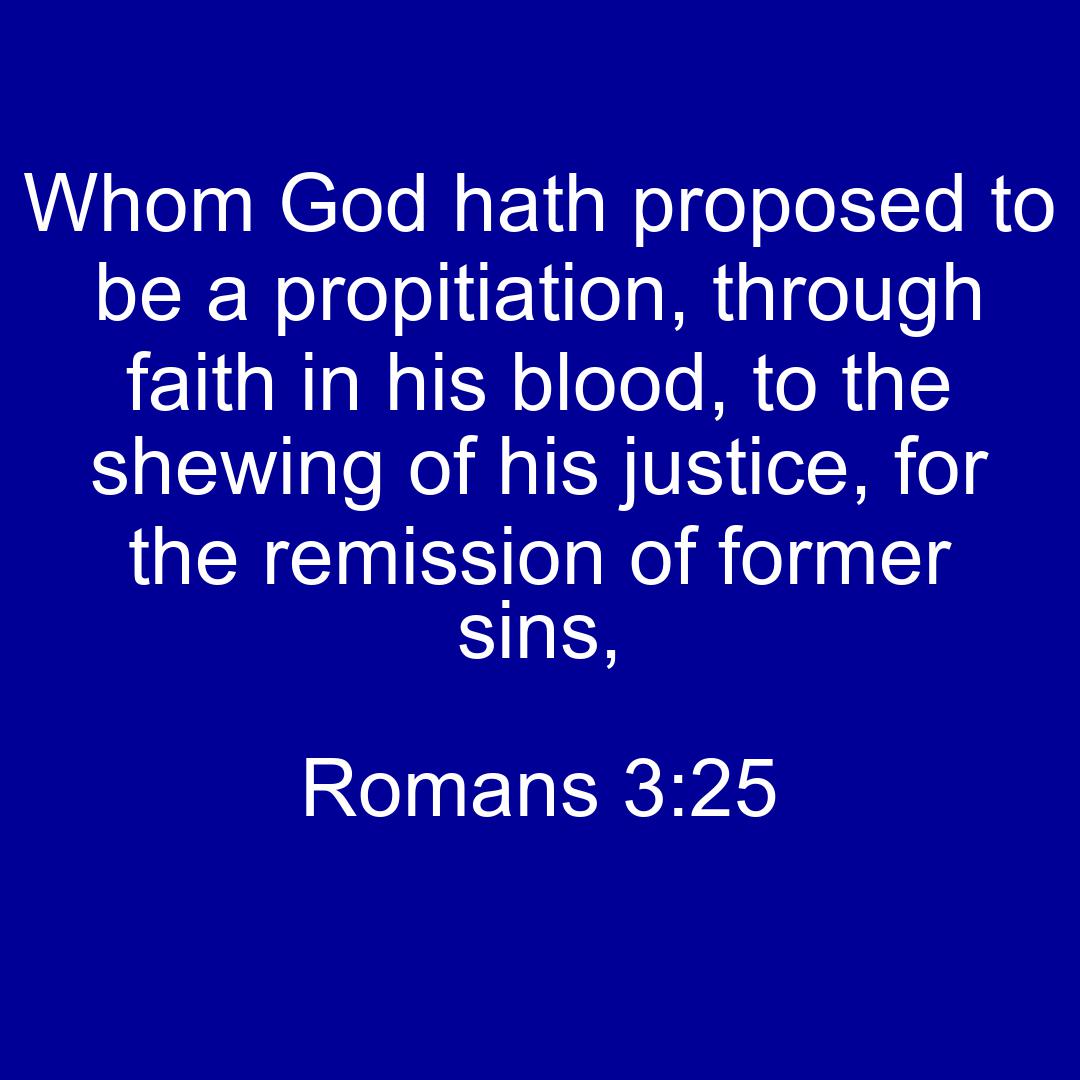 Whom God hath proposed to
be a propitiation, through
faith in his blood, to the
shewing of his justice, for
the remission of former
sins,
Romans 3:25